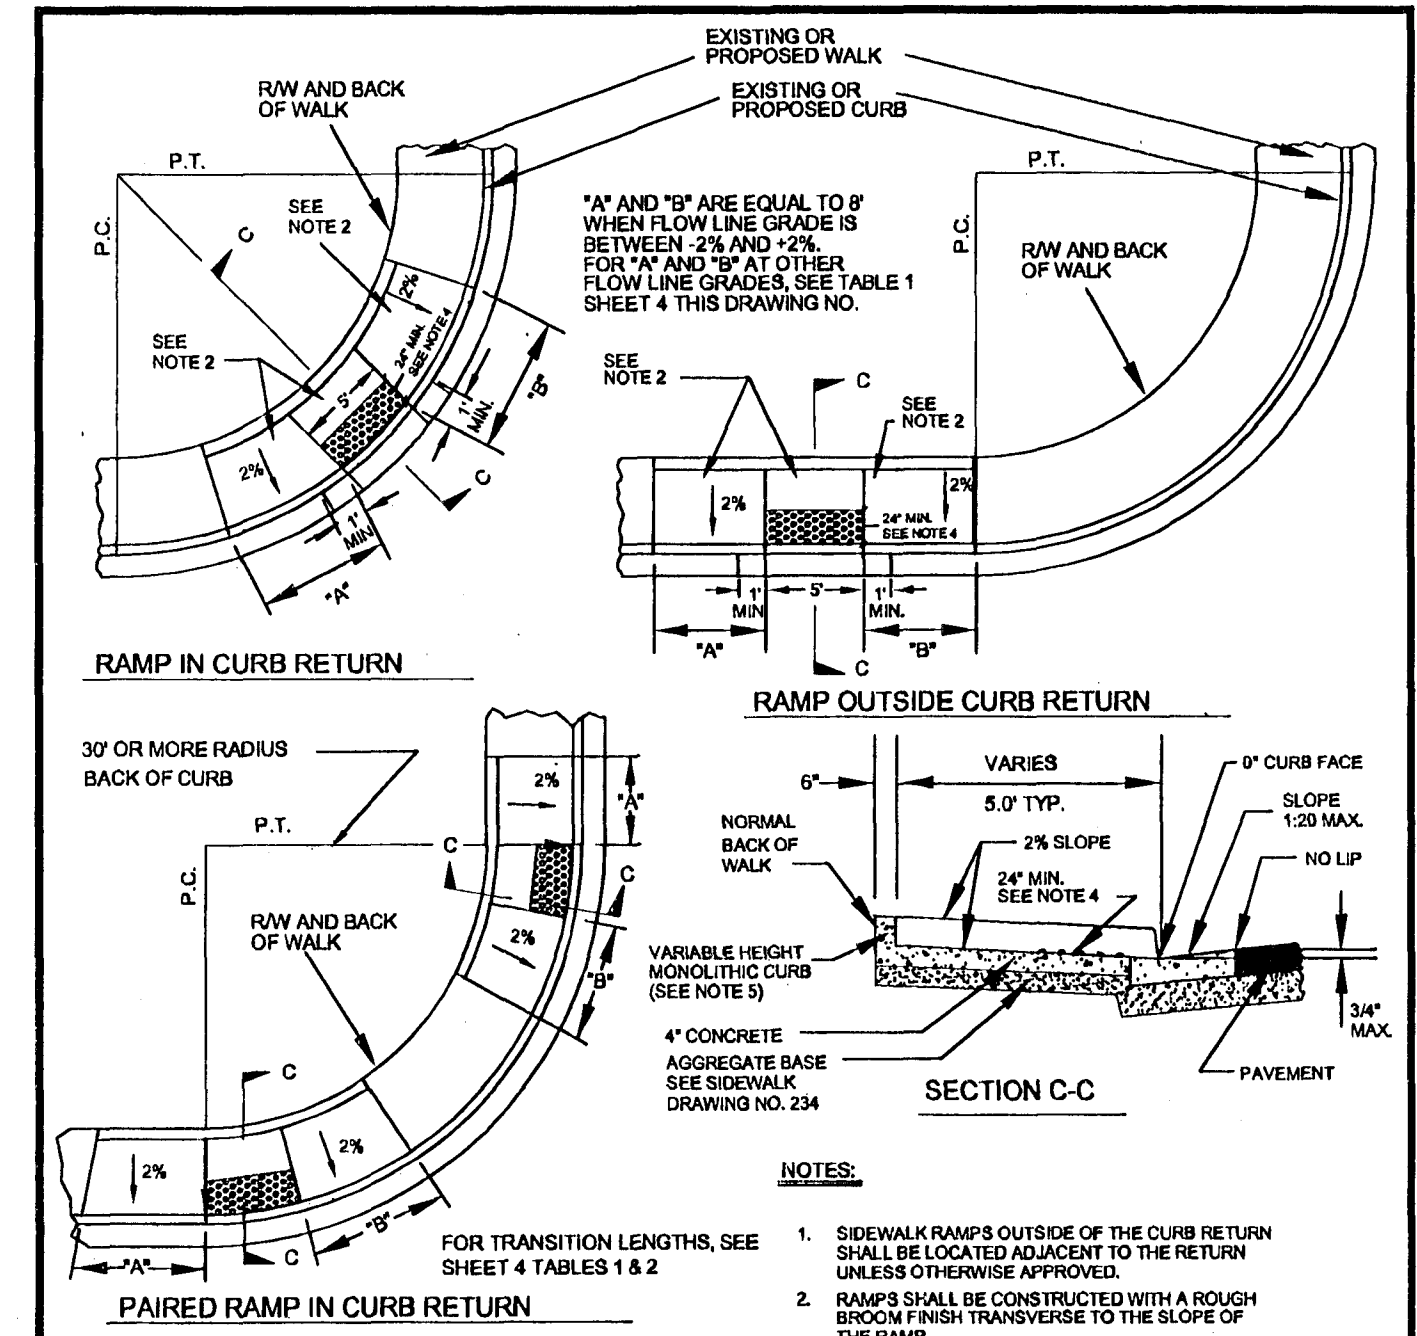 EXISTING OR
PROPOSED WALK
EXISTING OR
PROPOSED CURB
R/W AND BACK
OF WALK
P.T.
P.C.
SEE
NOTE 2
C
2%
24" MIN.
SEE NOTE 4
SEE
NOTE 2
5'
1'
MIN.
"B"
2%
C
1'
MIN
"A"
RAMP IN CURB RETURN
"A" AND "B" ARE EQUAL TO 8'
WHEN FLOW LINE GRADE IS
BETWEEN -2% AND +2%.
FOR "A" AND "B" AT OTHER
FLOW LINE GRADES, SEE TABLE 1
SHEET 4 THIS DRAWING NO.
P.T.
P.C.
R/W AND BACK
OF WALK
SEE
NOTE 2
C
SEE
NOTE 2
2%
2%
24" MIN.
SEE NOTE 4
1'
MIN
5'
1'
MIN.
"A"
"B"
C
RAMP OUTSIDE CURB RETURN
30' OR MORE RADIUS
BACK OF CURB
P.T.
P.C.
2%
"A"
C
C
R/W AND BACK
OF WALK
2%
"B"
C
2%
2%
"B"
C
"A"
FOR TRANSITION LENGTHS, SEE
SHEET 4 TABLES 1 & 2
PAIRED RAMP IN CURB RETURN
6"
VARIES
5.0' TYP.
0" CURB FACE
SLOPE
1:20 MAX.
NO LIP
NORMAL
BACK OF
WALK
2% SLOPE
24" MIN.
SEE NOTE 4
VARIABLE HEIGHT
MONOLITHIC CURB
(SEE NOTE 5)
4" CONCRETE
AGGREGATE BASE
SEE SIDEWALK
DRAWING NO. 234
3/4"
MAX.
PAVEMENT
SECTION C-C
NOTES:
1. SIDEWALK RAMPS OUTSIDE OF THE CURB RETURN
SHALL BE LOCATED ADJACENT TO THE RETURN
UNLESS OTHERWISE APPROVED.
2. RAMPS SHALL BE CONSTRUCTED WITH A ROUGH
BROOM FINISH TRANSVERSE TO THE SLOPE OF
THE RAMP